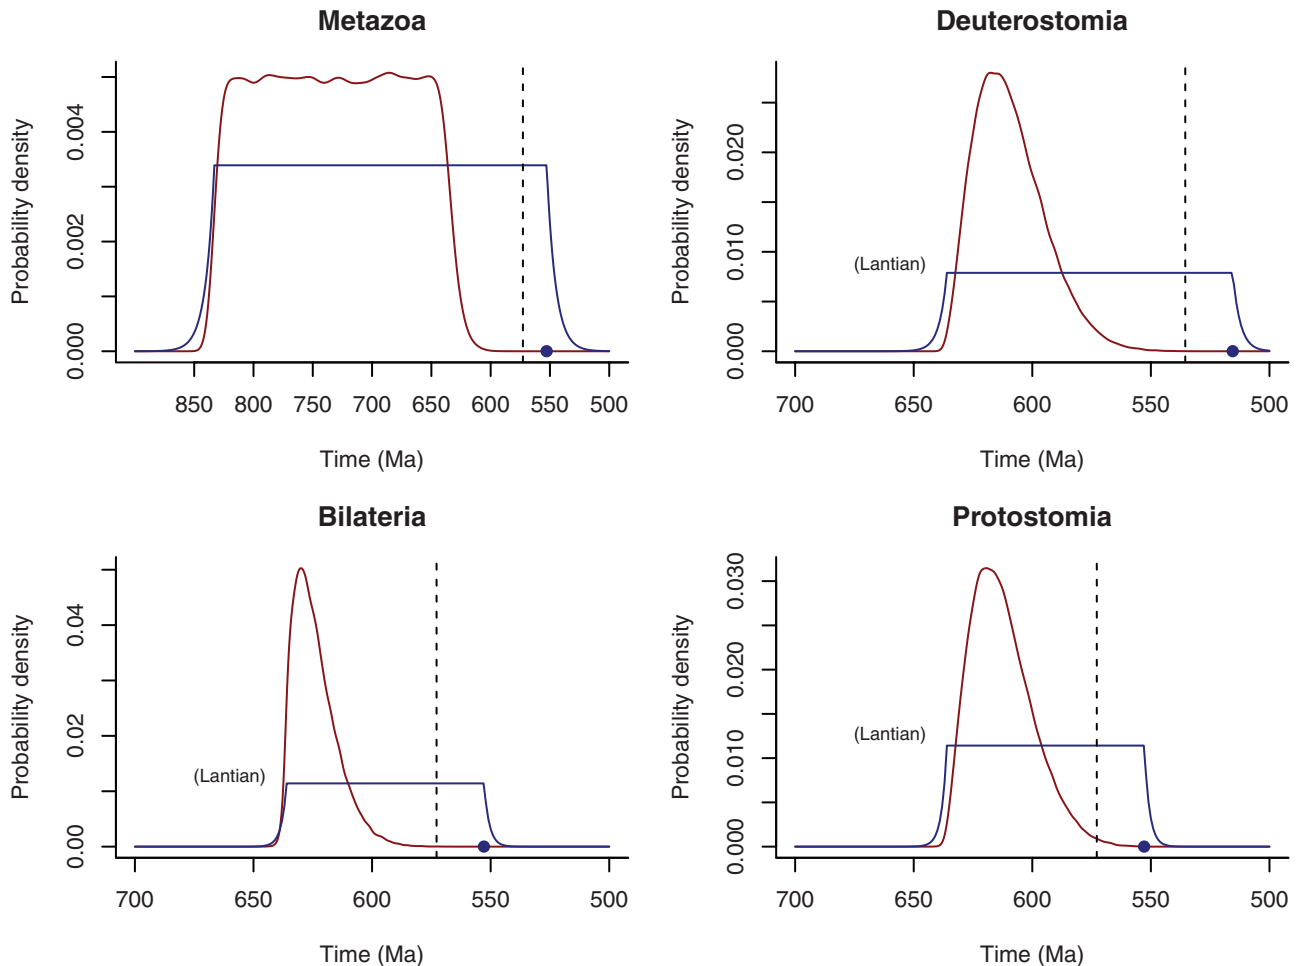 Metazoa
Probability density
0.004
0.002
0.000
850 800 750 700 650 600 550 500
Time (Ma)
Deuterostomia
Probability density
0.020
0.010
0.000
(Lantian)
700 650 600 550 500
Time (Ma)
Bilateria
Probability density
0.04
0.02
0.00
(Lantian)
700 650 600 550 500
Time (Ma)
Protostomia
Probability density
0.030
0.020
0.010
0.000
(Lantian)
700 650 600 550 500
Time (Ma)